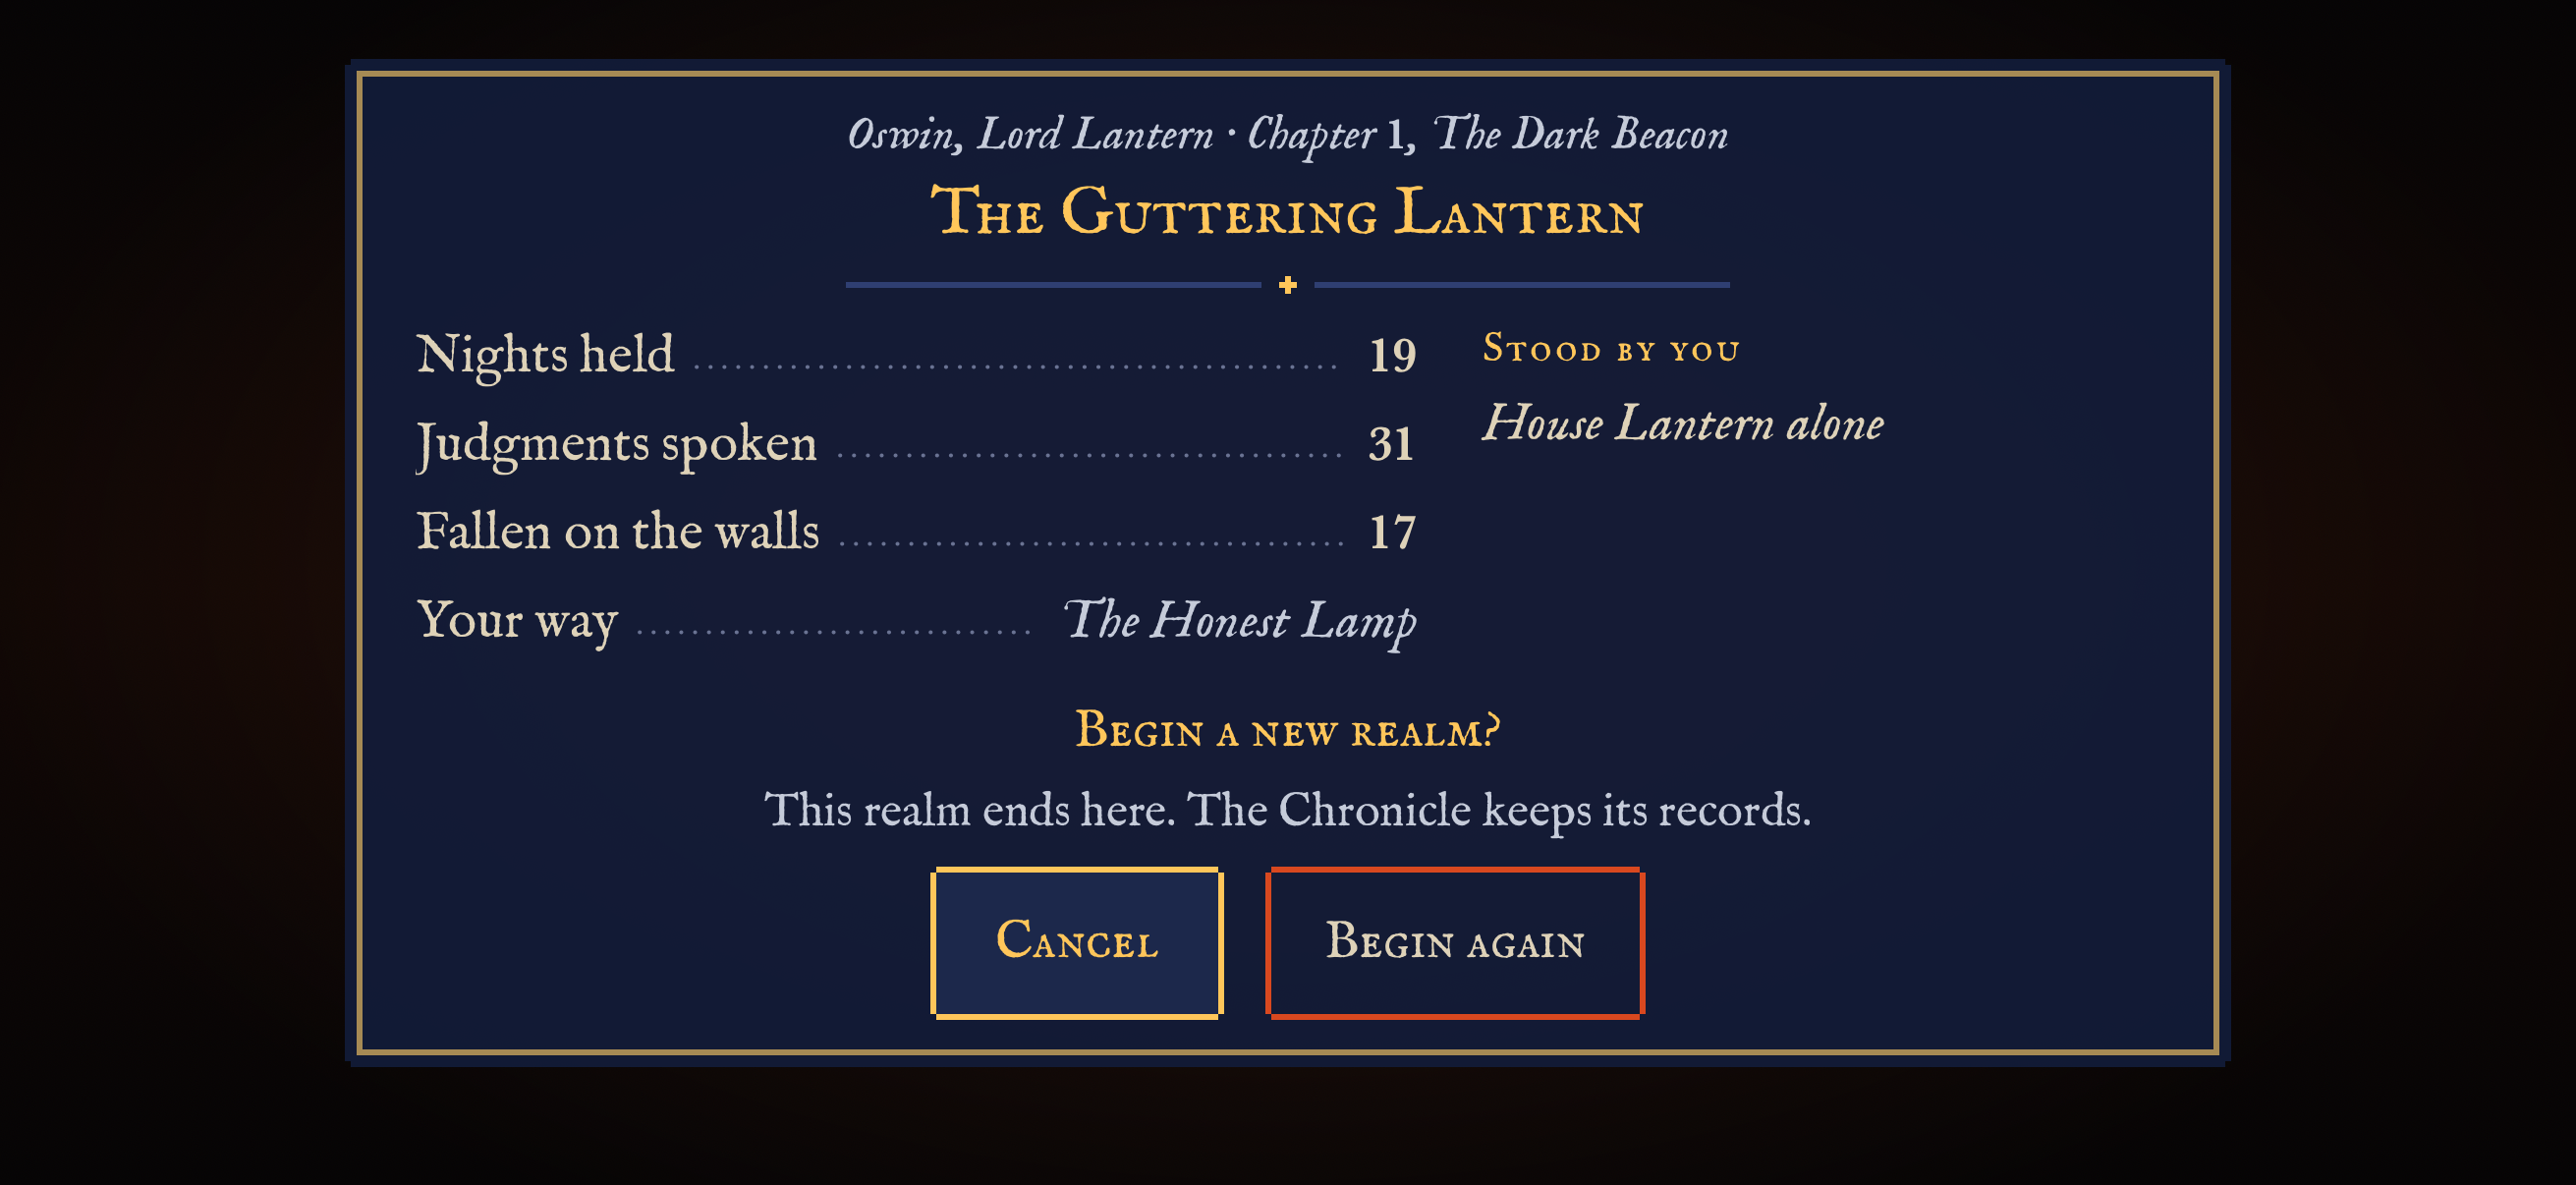 Oswin, Lord Lantern · Chapter 1, The Dark Beacon
The Guttering Lantern
Nights held 19
Judgments spoken 31
Fallen on the walls 17
Your way The Honest Lamp
Stood by you
House Lantern alone
Begin a new realm?
This realm ends here. The Chronicle keeps its records.
Cancel
Begin again